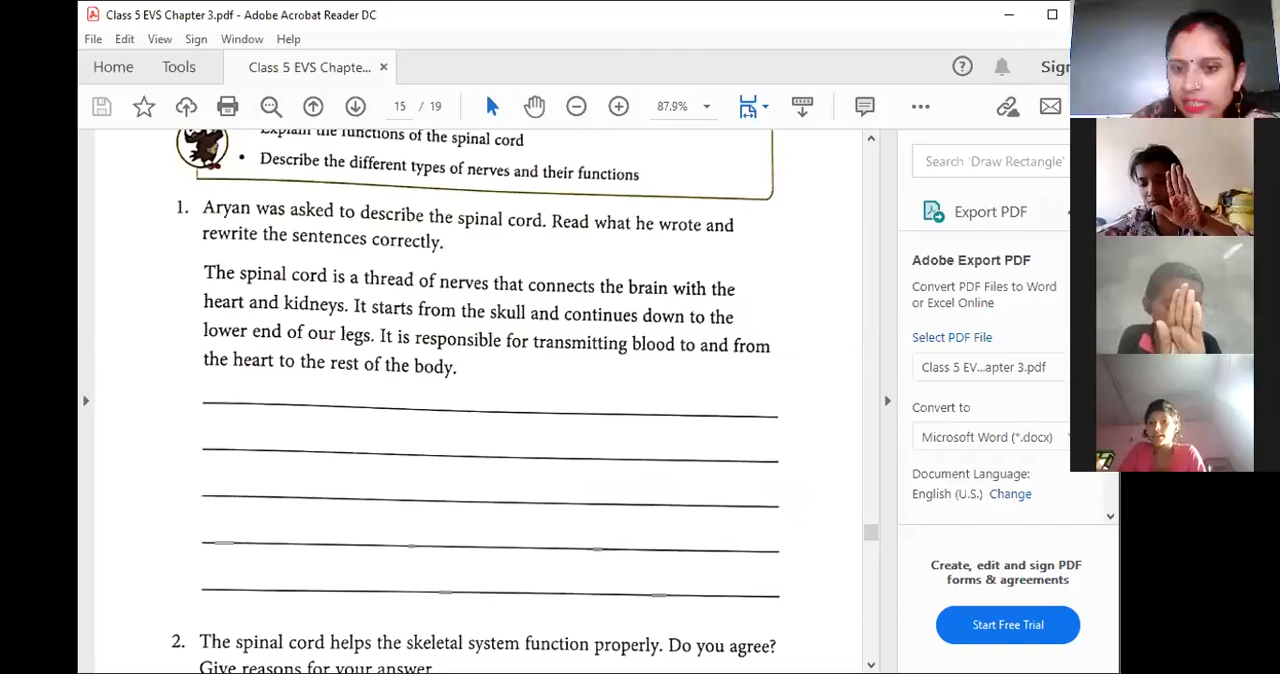 Class 5 EVS Chapter 3.pdf - Adobe Acrobat Reader DC
File Edit View Sign Window Help
Home Tools Class 5 EVS Chapte... × Sign
15 / 19 87.9%
Explain the functions of the spinal cord
• Describe the different types of nerves and their functions
1. Aryan was asked to describe the spinal cord. Read what he wrote and
rewrite the sentences correctly.
The spinal cord is a thread of nerves that connects the brain with the
heart and kidneys. It starts from the skull and continues down to the
lower end of our legs. It is responsible for transmitting blood to and from
the heart to the rest of the body.
2. The spinal cord helps the skeletal system function properly. Do you agree?
Give reasons for your answer
Search 'Draw Rectangle'
Export PDF
Adobe Export PDF
Convert PDF Files to Word
or Excel Online
Select PDF File
Class 5 EV...apter 3.pdf
Convert to
Microsoft Word (*.docx)
Document Language:
English (U.S.) Change
Create, edit and sign PDF
forms & agreements
Start Free Trial